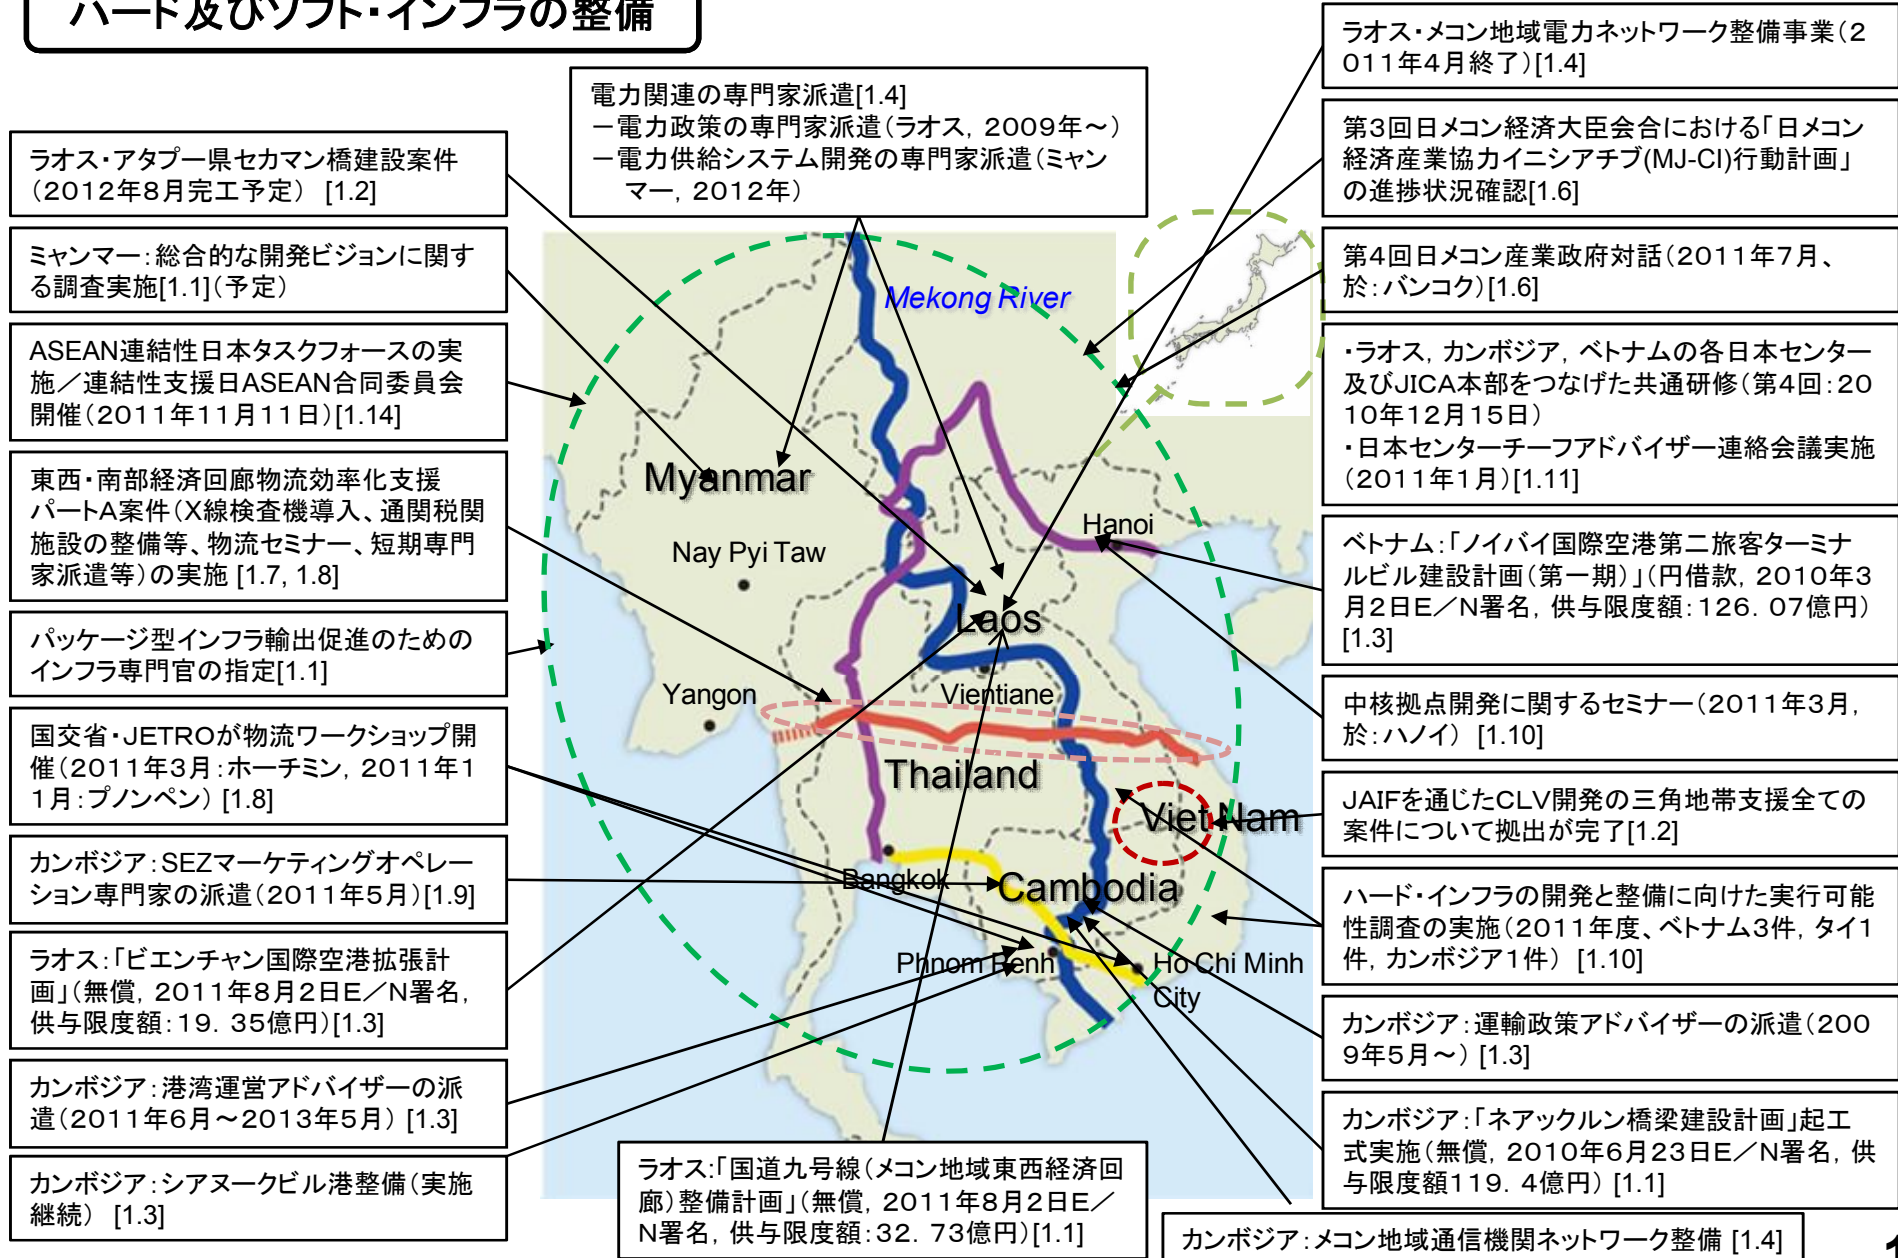 ハード及びソフト・インフラの整備
電力関連の専門家派遣[1.4]
－電力政策の専門家派遣(ラオス，2009年～)
－電力供給システム開発の専門家派遣(ミャン
マー，2012年)
ラオス・アタプー県セカマン橋建設案件
(2012年8月完工予定) [1.2]
ミャンマー：総合的な開発ビジョンに関す
る調査実施[1.1](予定)
ASEAN連結性日本タスクフォースの実
施／連結性支援日ASEAN合同委員会
開催(2011年11月11日)[1.14]
東西・南部経済回廊物流効率化支援
パートA案件(X線検査機導入、通関税関
施設の整備等、物流セミナー、短期専門
家派遣等)の実施 [1.7, 1.8]
パッケージ型インフラ輸出促進のための
インフラ専門官の指定[1.1]
国交省・JETROが物流ワークショップ開
催(2011年3月：ホーチミン，2011年1
1月：プノンペン) [1.8]
カンボジア：SEZマーケティングオペレー
ション専門家の派遣(2011年5月)[1.9]
ラオス：「ビエンチャン国際空港拡張計
画」(無償，2011年8月2日E／N署名，
供与限度額：19．35億円)[1.3]
カンボジア：港湾運営アドバイザーの派
遣(2011年6月～2013年5月) [1.3]
カンボジア：シアヌークビル港整備(実施
継続) [1.3]
Mekong River
Myanmar
Nay Pyi Taw
Hanoi
Laos
Yangon
Vientiane
Thailand
Viet Nam
Bangkok
Cambodia
Phnom Penh
Ho Chi Minh
City
ラオス：「国道九号線(メコン地域東西経済回
廊)整備計画」(無償，2011年8月2日E／
N署名，供与限度額：32．73億円)[1.1]
ラオス・メコン地域電力ネットワーク整備事業(2
011年4月終了)[1.4]
第3回日メコン経済大臣会合における「日メコン
経済産業協力イニシアチブ(MJ-CI)行動計画」
の進捗状況確認[1.6]
第4回日メコン産業政府対話(2011年7月、
於：バンコク)[1.6]
・ラオス，カンボジア，ベトナムの各日本センター
及びJICA本部をつなげた共通研修(第4回：20
10年12月15日)
・日本センターチーフアドバイザー連絡会議実施
(2011年1月)[1.11]
ベトナム：「ノイバイ国際空港第二旅客ターミナ
ルビル建設計画(第一期)」(円借款，2010年3
月2日E／N署名，供与限度額：126．07億円)
[1.3]
中核拠点開発に関するセミナー(2011年3月，
於：ハノイ) [1.10]
JAIFを通じたCLV開発の三角地帯支援全ての
案件について拠出が完了[1.2]
ハード・インフラの開発と整備に向けた実行可能
性調査の実施(2011年度、ベトナム3件，タイ1
件，カンボジア1件) [1.10]
カンボジア：運輸政策アドバイザーの派遣(200
9年5月～) [1.3]
カンボジア：「ネアックルン橋梁建設計画」起工
式実施(無償，2010年6月23日E／N署名，供
与限度額119．4億円) [1.1]
カンボジア：メコン地域通信機関ネットワーク整備 [1.4]